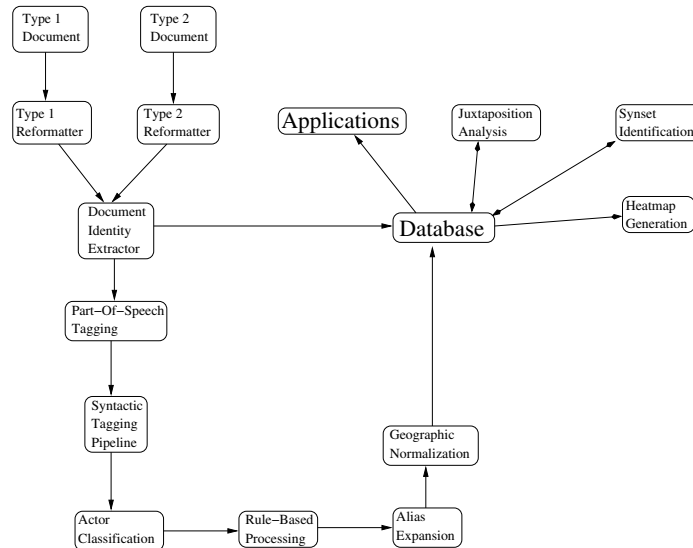 Type 1
Document
Type 2
Document
Type 1
Reformatter
Type 2
Reformatter
Applications
Juxtaposition
Analysis
Synset
Identification
Document
Identity
Extractor
Database
Heatmap
Generation
Part−Of−Speech
Tagging
Syntactic
Tagging
Pipeline
Geographic
Normalization
Actor
Classification
Rule−Based
Processing
Alias
Expansion